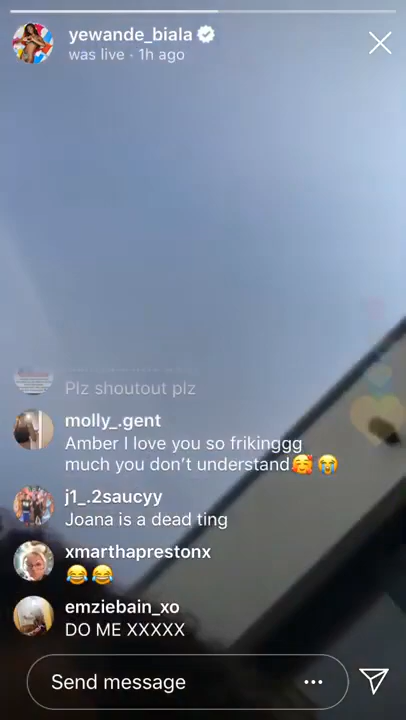 yewande_biala
was live · 1h ago
Plz shoutout plz
molly_.gent
Amber I love you so frikinggg
much you don't understand🥰😭
j1_.2saucyy
Joana is a dead ting
xmarthaprestonx
😂😂
emziebain_xo
DO ME XXXXX
Send message